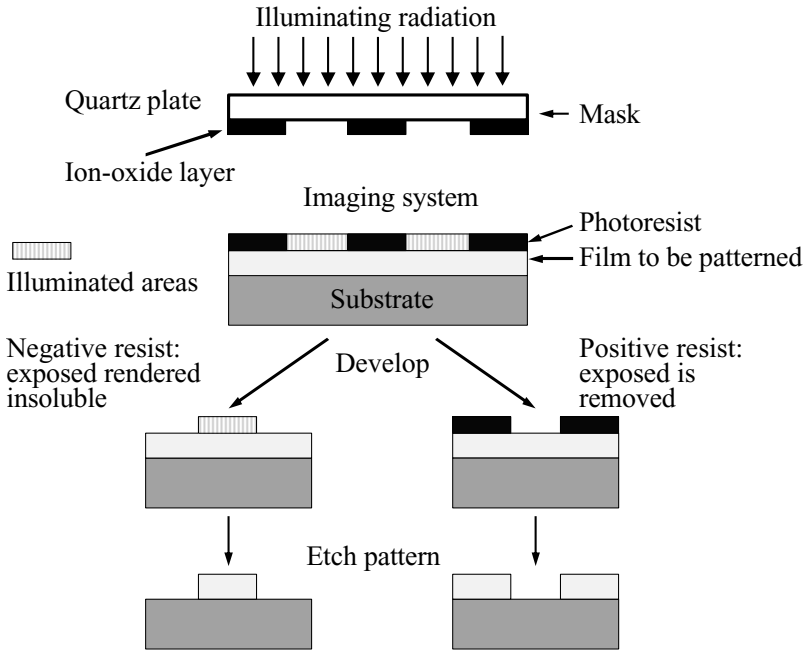 Illuminating radiation
Quartz plate
Mask
Ion-oxide layer
Imaging system
Photoresist
Film to be patterned
Illuminated areas
Substrate
Negative resist:
exposed rendered
insoluble
Develop
Positive resist:
exposed is
removed
Etch pattern